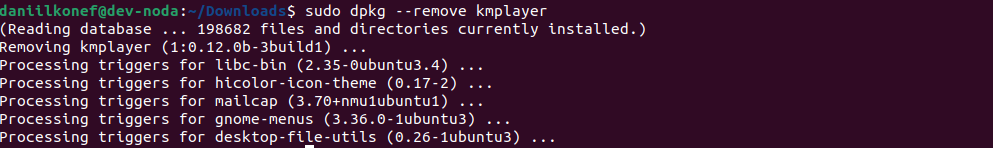 daniilkonef@dev-noda:~/Downloads$ sudo dpkg --remove kmplayer
(Reading database ... 198682 files and directories currently installed.)
Removing kmplayer (1:0.12.0b-3build1) ...
Processing triggers for libc-bin (2.35-0ubuntu3.4) ...
Processing triggers for hicolor-icon-theme (0.17-2) ...
Processing triggers for mailcap (3.70+nmu1ubuntu1) ...
Processing triggers for gnome-menus (3.36.0-1ubuntu3) ...
Processing triggers for desktop-file-utils (0.26-1ubuntu3) ...